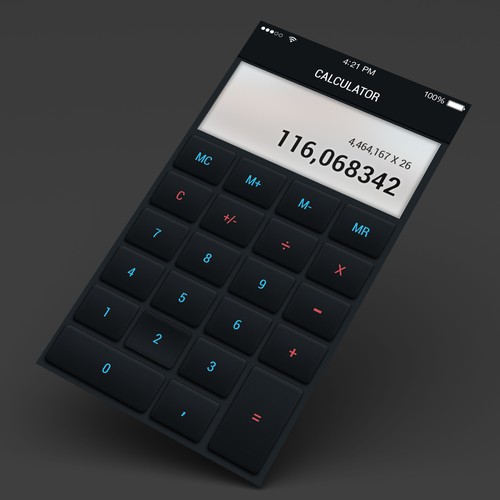 4:21 PM 100%
CALCULATOR
4,464,167 X 26
116,068342
MC M+ M- MR
C +/- ÷ X
7 8 9 -
4 5 6 +
1 2 3 =
0 ,